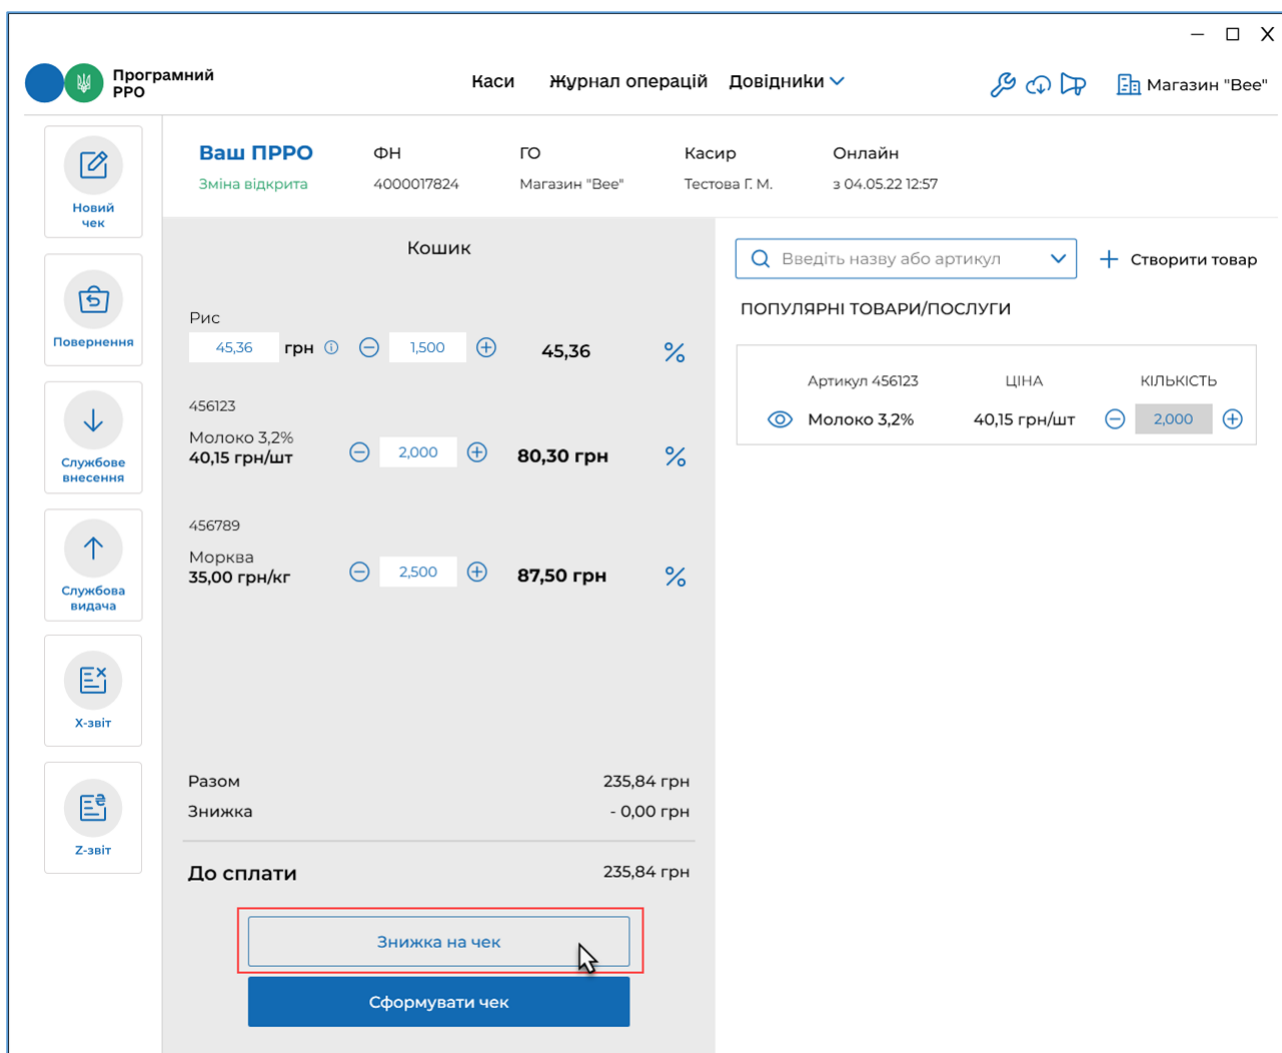 Програмний
РРО
Каси
Журнал операцій
Довідники
Магазин "Bee"
Новий
чек
Повернення
Службове
внесення
Службова
видача
X-звіт
Z-звіт
Ваш ПРРО
Зміна відкрита
ФН
4000017824
ГО
Магазин "Bee"
Касир
Тестова Г. М.
Онлайн
з 04.05.22 12:57
Кошик
Рис
45,36 грн 1,500 45,36 %
456123
Молоко 3,2%
40,15 грн/шт 2,000 80,30 грн %
456789
Морква
35,00 грн/кг 2,500 87,50 грн %
Разом 235,84 грн
Знижка - 0,00 грн
До сплати 235,84 грн
Знижка на чек
Сформувати чек
Введіть назву або артикул
Створити товар
ПОПУЛЯРНІ ТОВАРИ/ПОСЛУГИ
Артикул 456123 ЦІНА КІЛЬКІСТЬ
Молоко 3,2% 40,15 грн/шт 2,000